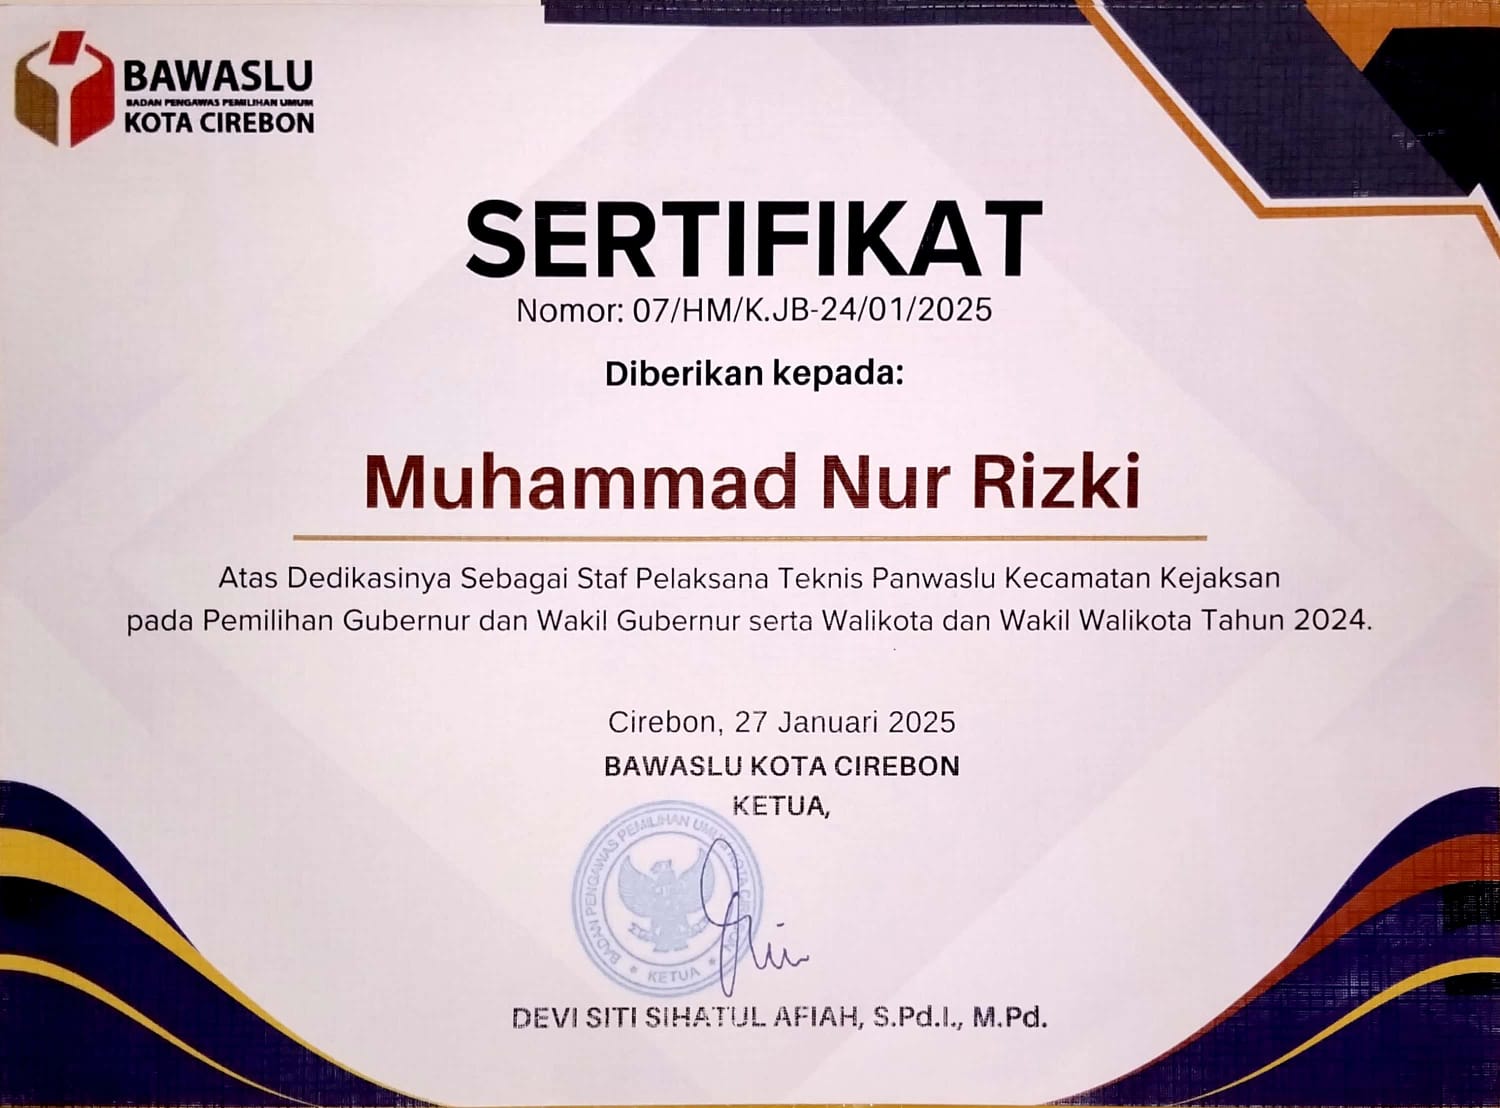 BAWASLU
BADAN PENGAWAS PEMILIHAN UMUM
KOTA CIREBON
SERTIFIKAT
Nomor: 07/HM/K.JB-24/01/2025
Diberikan kepada:
Muhammad Nur Rizki
Atas Dedikasinya Sebagai Staf Pelaksana Teknis Panwaslu Kecamatan Kejaksan
pada Pemilihan Gubernur dan Wakil Gubernur serta Walikota dan Wakil Walikota Tahun 2024.
Cirebon, 27 Januari 2025
BAWASLU KOTA CIREBON
KETUA,
BADAN PENGAWAS PEMILIHAN UMUM KOTA CIREBON
KETUA
DEVI SITI SIHATUL AFIAH, S.Pd.I., M.Pd.